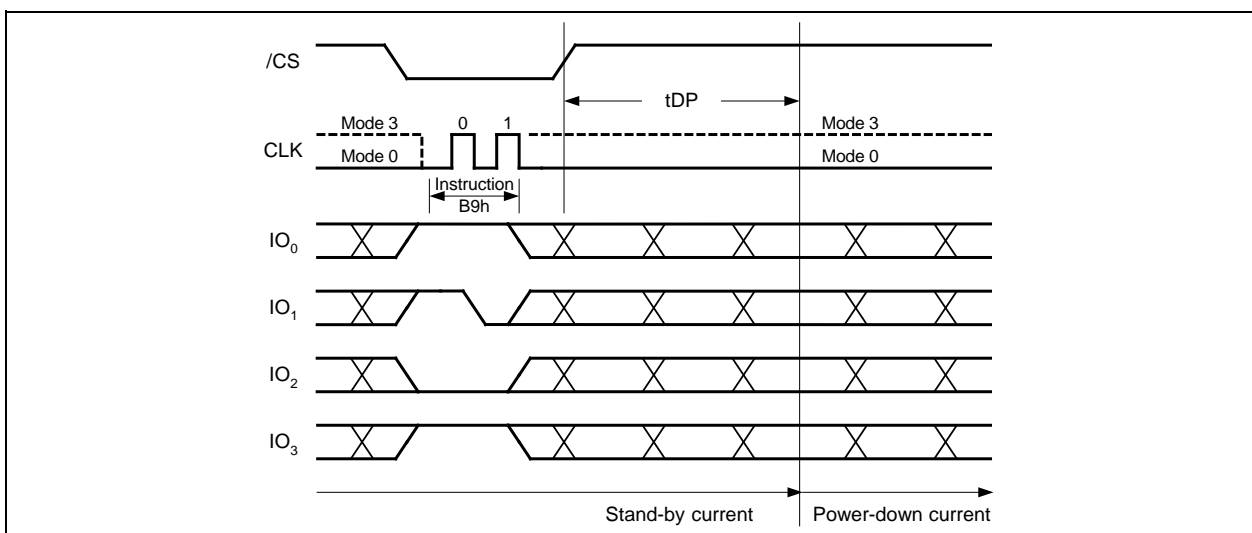 /CS
tDP
Mode 3 0 1 Mode 3
CLK
Mode 0 Mode 0
Instruction
B9h
IO0
IO1
IO2
IO3
Stand-by current Power-down current